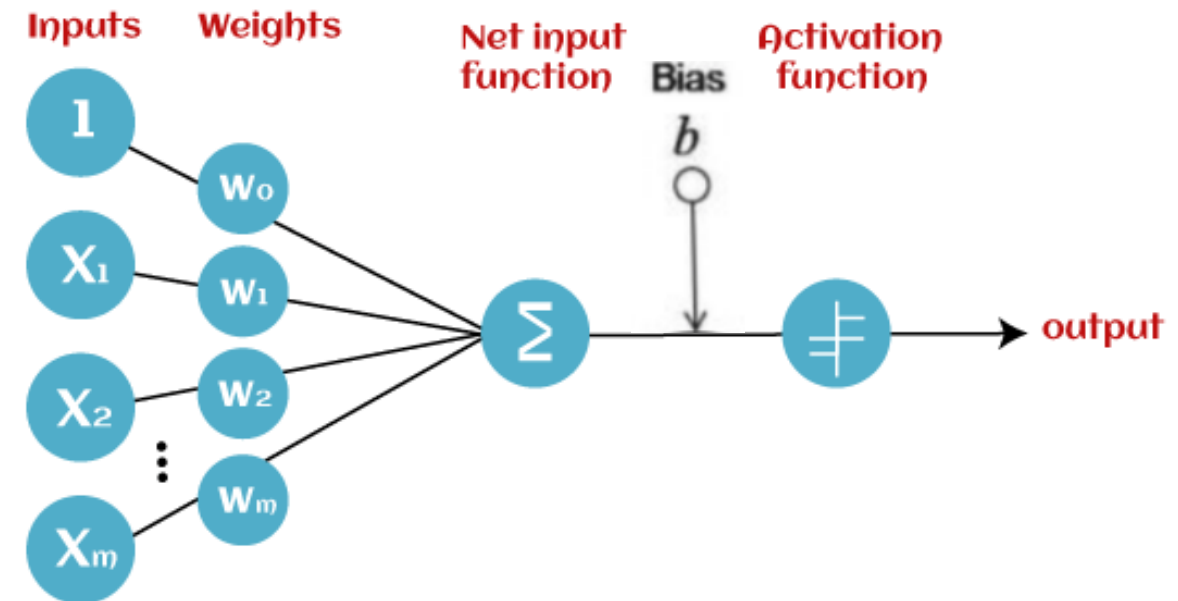 Inputs
Weights
Net input
function
Bias
b
Activation
function
1
X1
X2
Xm
W0
W1
W2
Wm
Σ
output